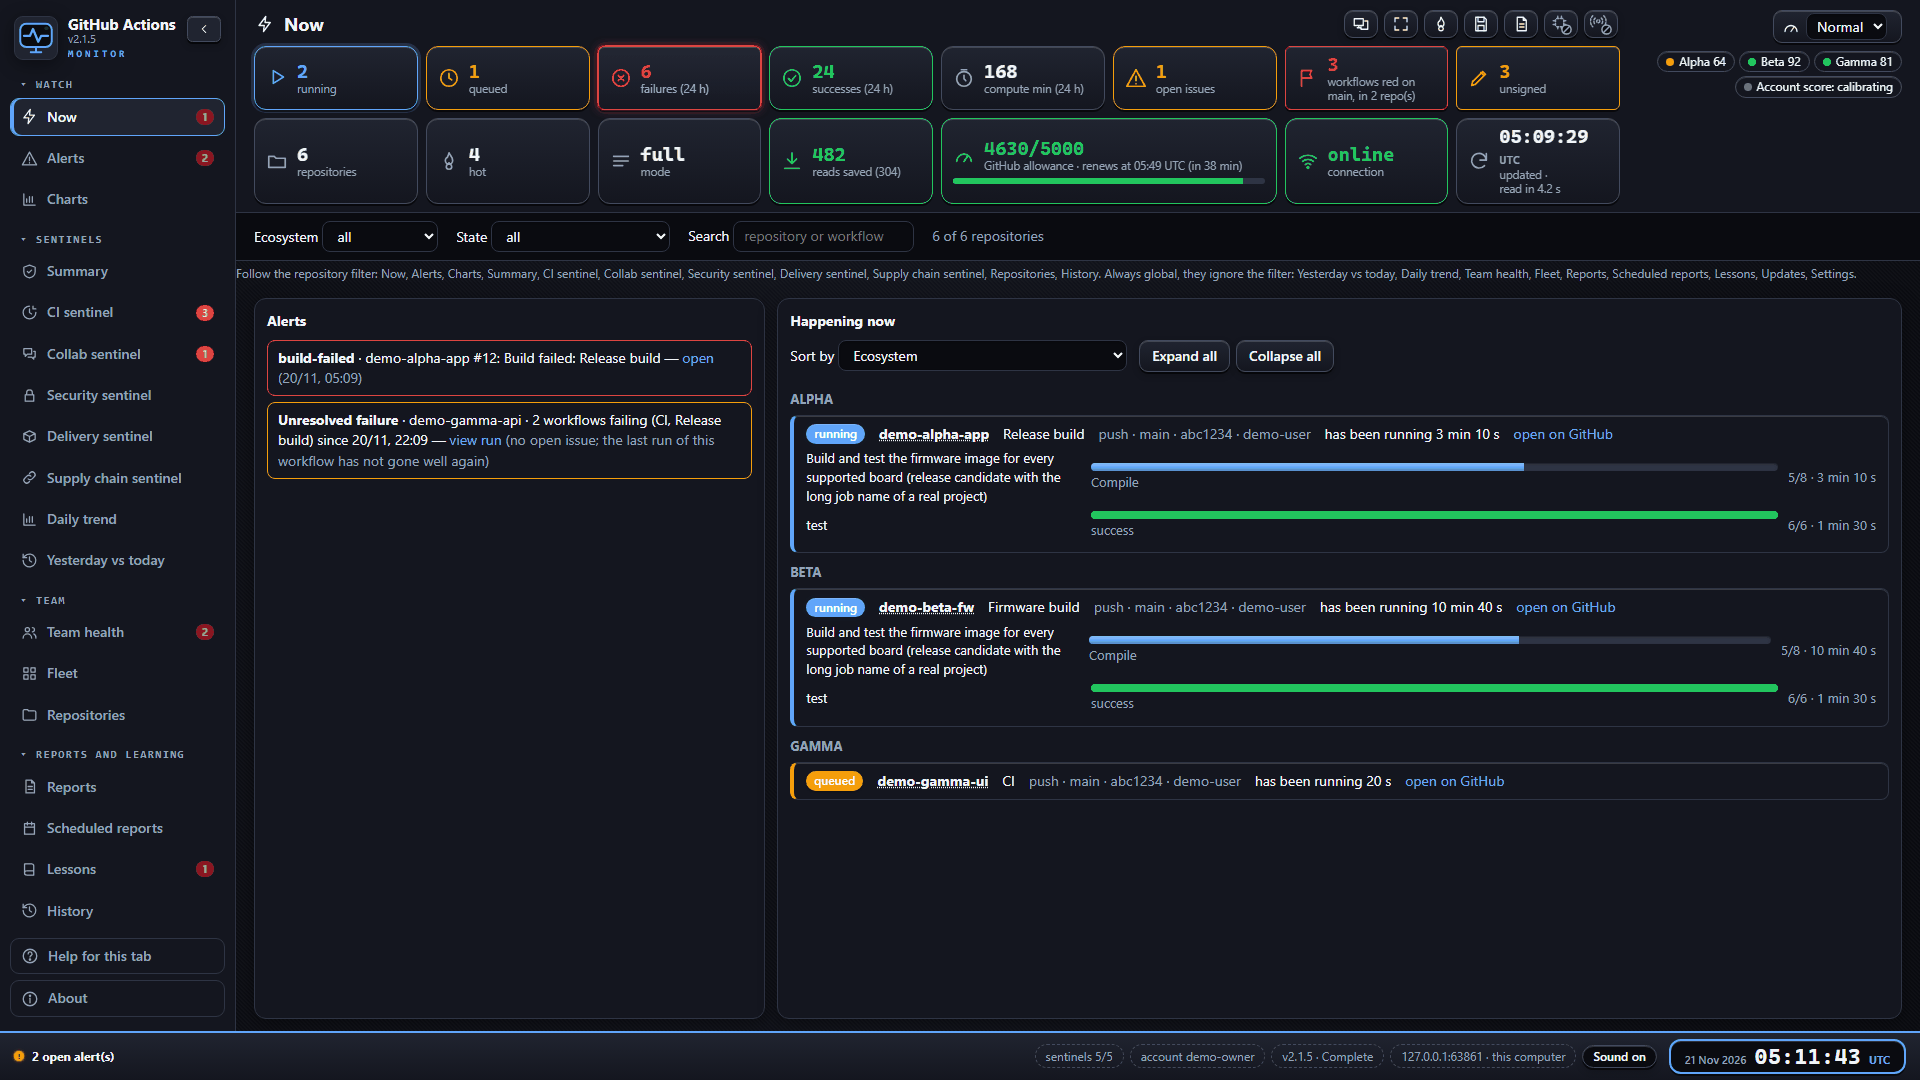 GitHub Actions
v2.1.5
MONITOR
WATCH
Now 1
Alerts 2
Charts
SENTINELS
Summary
CI sentinel 3
Collab sentinel 1
Security sentinel
Delivery sentinel
Supply chain sentinel
Daily trend
Yesterday vs today
TEAM
Team health 2
Fleet
Repositories
REPORTS AND LEARNING
Reports
Scheduled reports
Lessons 1
History
Help for this tab
About
Now
Normal
Alpha 64
Beta 92
Gamma 81
Account score: calibrating
2
running
1
queued
6
failures (24 h)
24
successes (24 h)
168
compute min (24 h)
1
open issues
3
workflows red on
main, in 2 repo(s)
3
unsigned
6
repositories
4
hot
full
mode
482
reads saved (304)
4630/5000
GitHub allowance · renews at 05:49 UTC (in 38 min)
online
connection
05:09:29
UTC
updated ·
read in 4.2 s
Ecosystem all State all Search repository or workflow 6 of 6 repositories
Follow the repository filter: Now, Alerts, Charts, Summary, CI sentinel, Collab sentinel, Security sentinel, Delivery sentinel, Supply chain sentinel, Repositories, History. Always global, they ignore the filter: Yesterday vs today, Daily trend, Team health, Fleet, Reports, Scheduled reports, Lessons, Updates, Settings.
Alerts
build-failed · demo-alpha-app #12: Build failed: Release build — open
(20/11, 05:09)
Unresolved failure · demo-gamma-api · 2 workflows failing (CI, Release
build) since 20/11, 22:09 — view run (no open issue; the last run of this
workflow has not gone well again)
Happening now
Sort by Ecosystem Expand all Collapse all
ALPHA
running demo-alpha-app Release build push · main · abc1234 · demo-user has been running 3 min 10 s open on GitHub
Build and test the firmware image for every
supported board (release candidate with the
long job name of a real project)
Compile
5/8 · 3 min 10 s
test
success
6/6 · 1 min 30 s
BETA
running demo-beta-fw Firmware build push · main · abc1234 · demo-user has been running 10 min 40 s open on GitHub
Build and test the firmware image for every
supported board (release candidate with the
long job name of a real project)
Compile
5/8 · 10 min 40 s
test
success
6/6 · 1 min 30 s
GAMMA
queued demo-gamma-ui CI push · main · abc1234 · demo-user has been running 20 s open on GitHub
2 open alert(s)
sentinels 5/5
account demo-owner
v2.1.5 · Complete
127.0.0.1:63861 · this computer
Sound on
21 Nov 2026 05:11:43 UTC